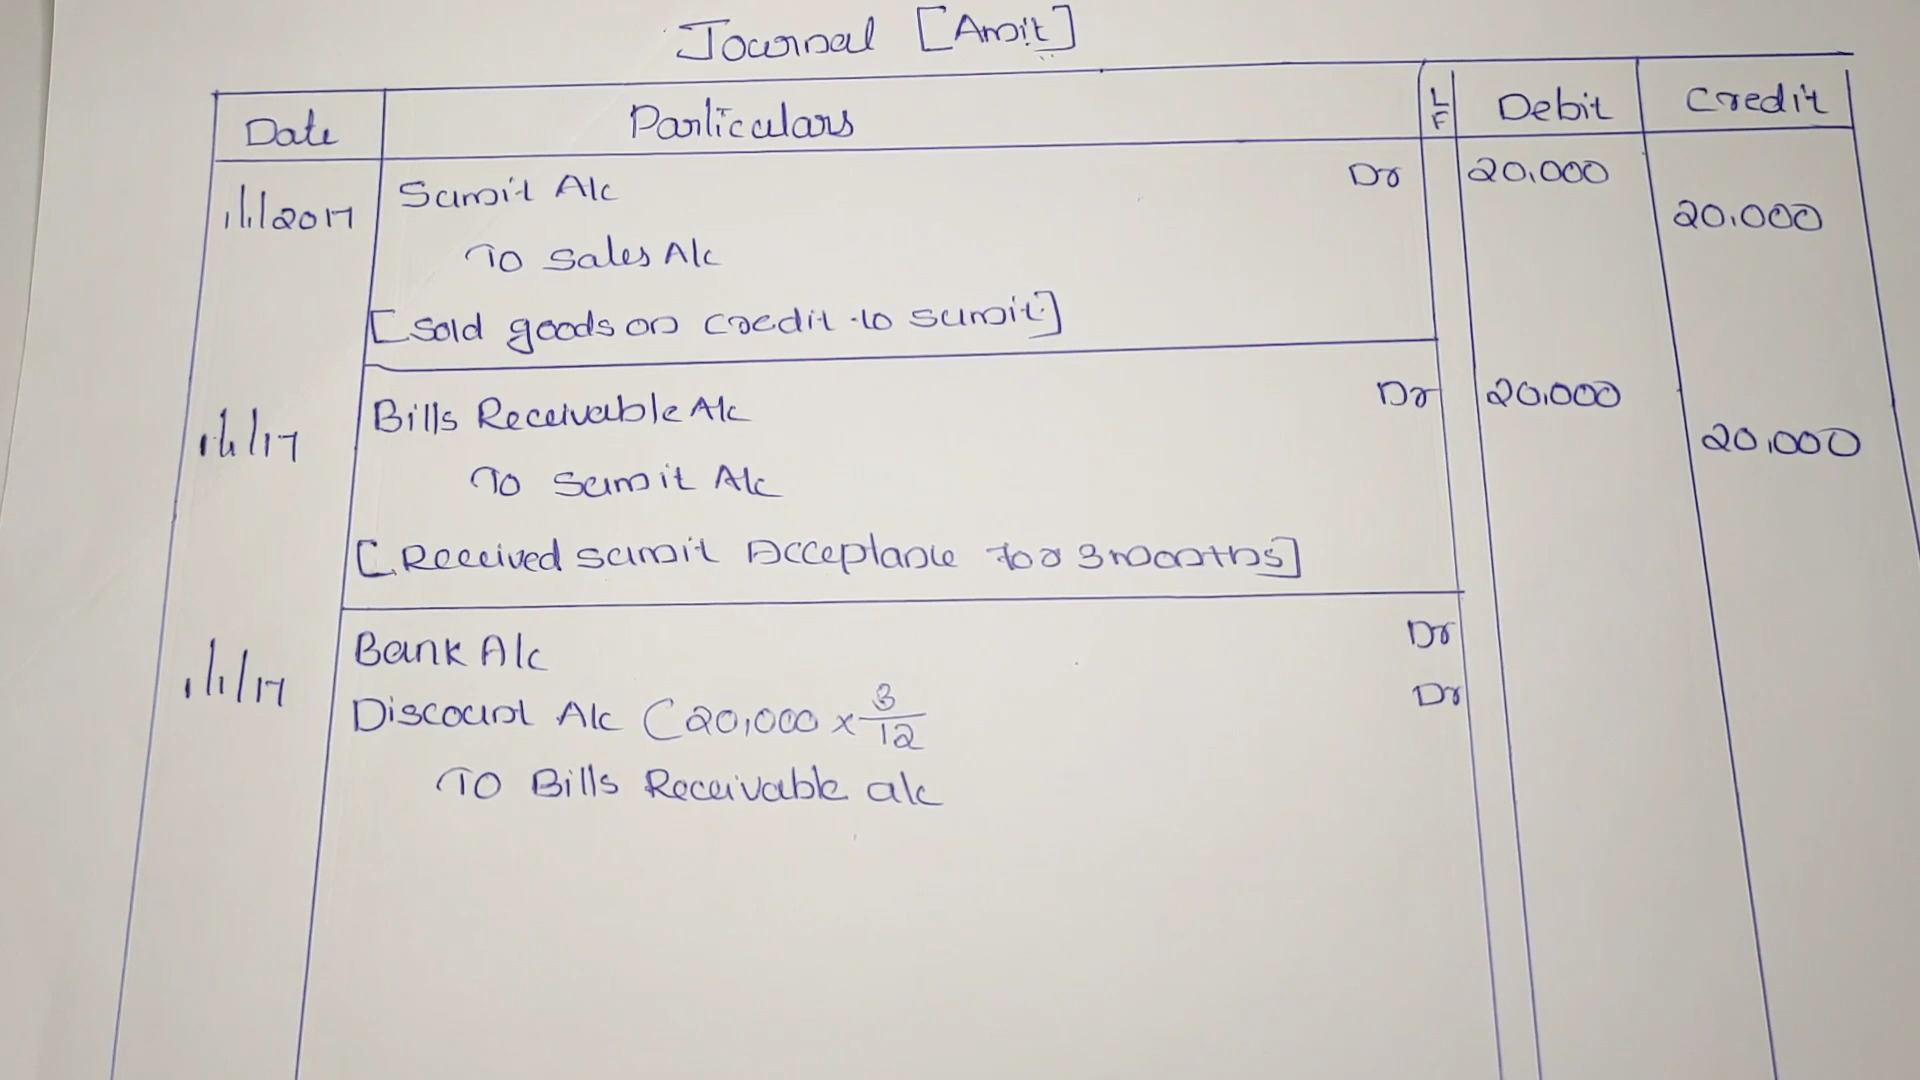 Journal [Amit]
Date Particulars LF Debit Credit
1/1/2017 Sumit A/c Dr 20,000
To Sales A/c 20,000
[Sold goods on credit to sumit]
1/1/17 Bills Receivable A/c Dr 20,000
To Sumit A/c 20,000
[Received sumit Acceptance for 3 months]
1/1/17 Bank A/c Dr
Discount A/c (20,000 × 3/12 Dr
To Bills Receivable a/c